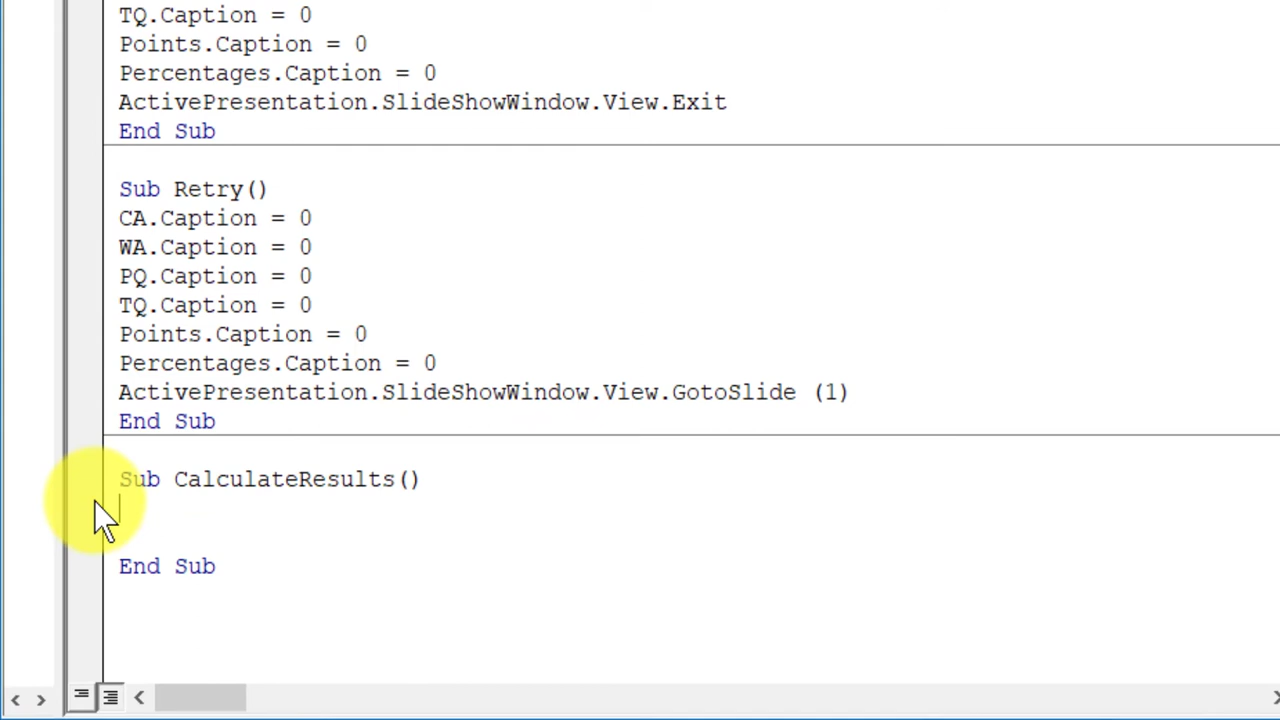 TQ.Caption = 0
Points.Caption = 0
Percentages.Caption = 0
ActivePresentation.SlideShowWindow.View.Exit
End Sub
Sub Retry()
CA.Caption = 0
WA.Caption = 0
PQ.Caption = 0
TQ.Caption = 0
Points.Caption = 0
Percentages.Caption = 0
ActivePresentation.SlideShowWindow.View.GotoSlide (1)
End Sub
Sub CalculateResults()
End Sub